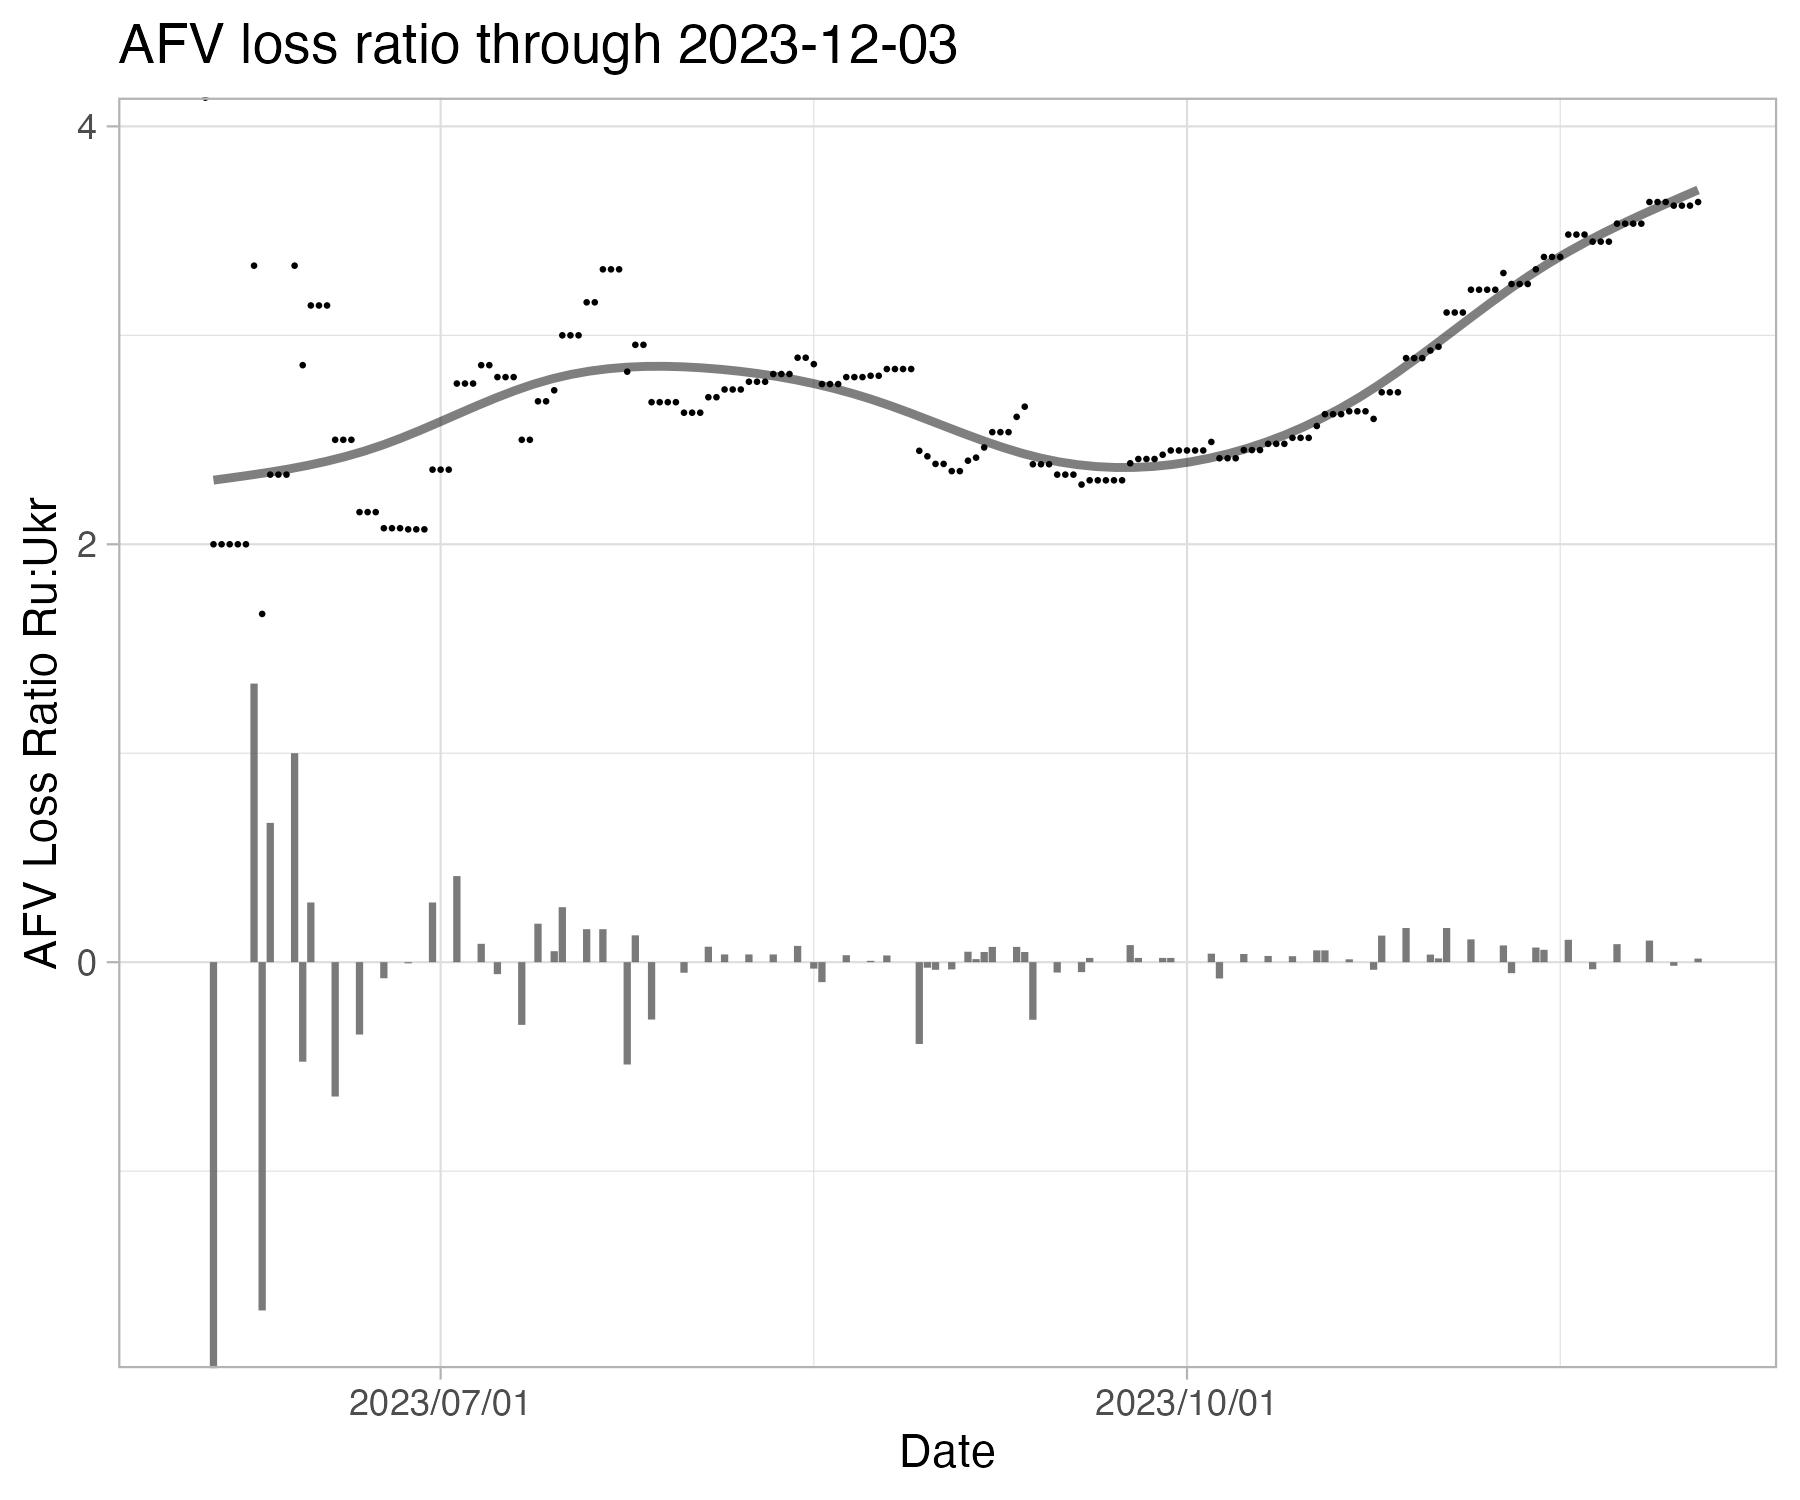 AFV loss ratio through 2023-12-03
AFV Loss Ratio Ru:Ukr
4
2
0
2023/07/01
2023/10/01
Date